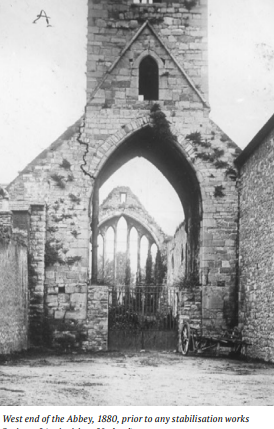 A
West end of the Abbey, 1880, prior to any stabilisation works